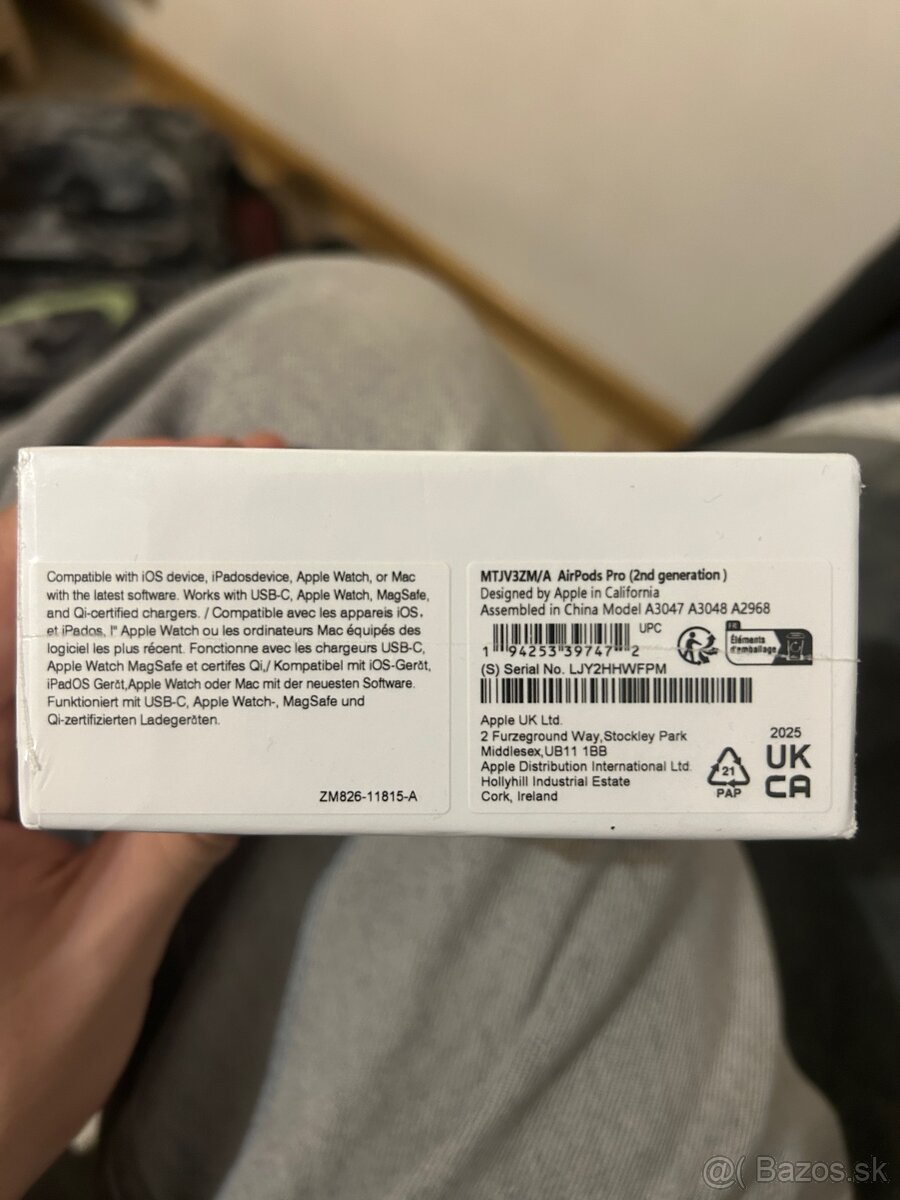 Compatible with iOS device, iPadosdevice, Apple Watch, or Mac
with the latest software. Works with USB-C, Apple Watch, MagSafe,
and Qi-certified chargers. / Compatible avec les appareis iOS,
et iPados, l" Apple Watch ou les ordinateurs Mac équipés des
logiciel les plus récent. Fonctionne avec les chargeurs USB-C,
Apple Watch MagSafe et certifes Qi,/ Kompatibel mit iOS-Gerőt,
iPadOS Gerőt,Apple Watch oder Mac mit der neuesten Software.
Funktioniert mit USB-C, Apple Watch-, MagSafe und
Qi-zertifizierten Ladegerőten.
ZM826-11815-A
MTJV3ZM/A AirPods Pro (2nd generation )
Designed by Apple in California
Assembled in China Model A3047 A3048 A2968
UPC
1 94253 39747 2
FR
Éléments
d'emballage
(S) Serial No. LJY2HHWFPM
Apple UK Ltd.
2 Furzeground Way,Stockley Park
Middlesex,UB11 1BB
Apple Distribution International Ltd.
Hollyhill Industrial Estate
Cork, Ireland
21
PAP
2025
UK
CA
@( Bazos.sk